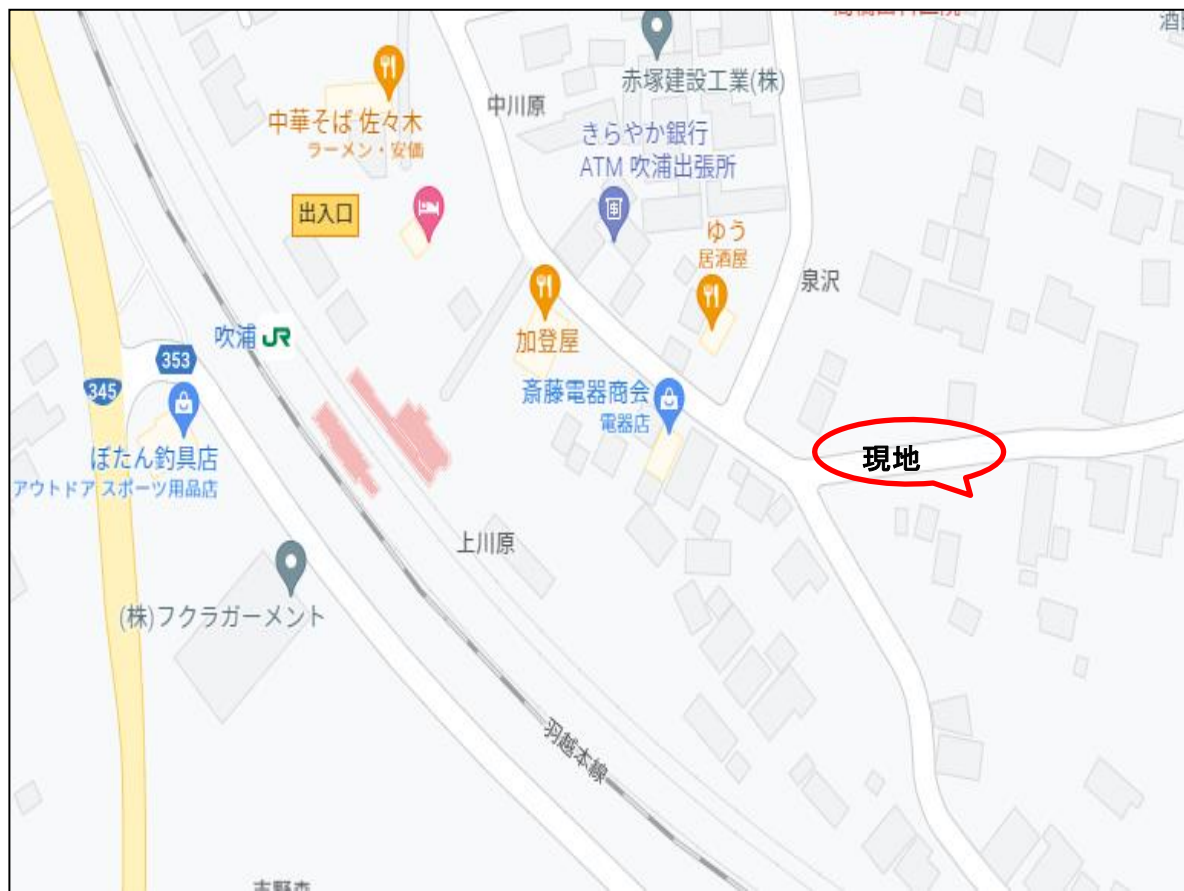 赤塚建設工業(株)
中川原
中華そば 佐々木
ラーメン・安価
きらやか銀行
ATM 吹浦出張所
出入口
ゆう
居酒屋
泉沢
吹浦 JR
加登屋
353
345
斎藤電器商会
電器店
現地
ぼたん釣具店
アウトドア スポーツ用品店
上川原
(株)フクラガーメント
羽越本線